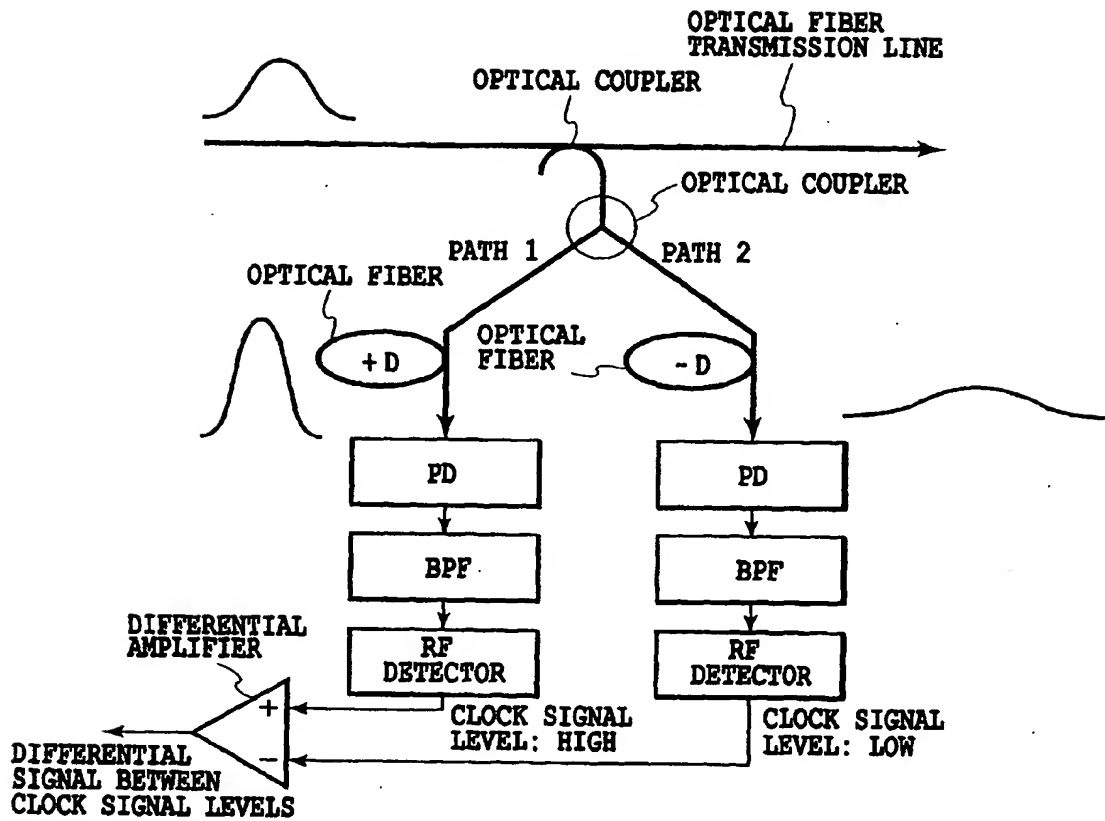 OPTICAL FIBER
TRANSMISSION LINE
OPTICAL COUPLER
OPTICAL COUPLER
PATH 1
PATH 2
OPTICAL FIBER
OPTICAL
FIBER
+ D
- D
PD
PD
BPF
BPF
DIFFERENTIAL
AMPLIFIER
RF
DETECTOR
RF
DETECTOR
+
-
CLOCK SIGNAL
LEVEL: HIGH
CLOCK SIGNAL
LEVEL: LOW
DIFFERENTIAL
SIGNAL BETWEEN
CLOCK SIGNAL LEVELS